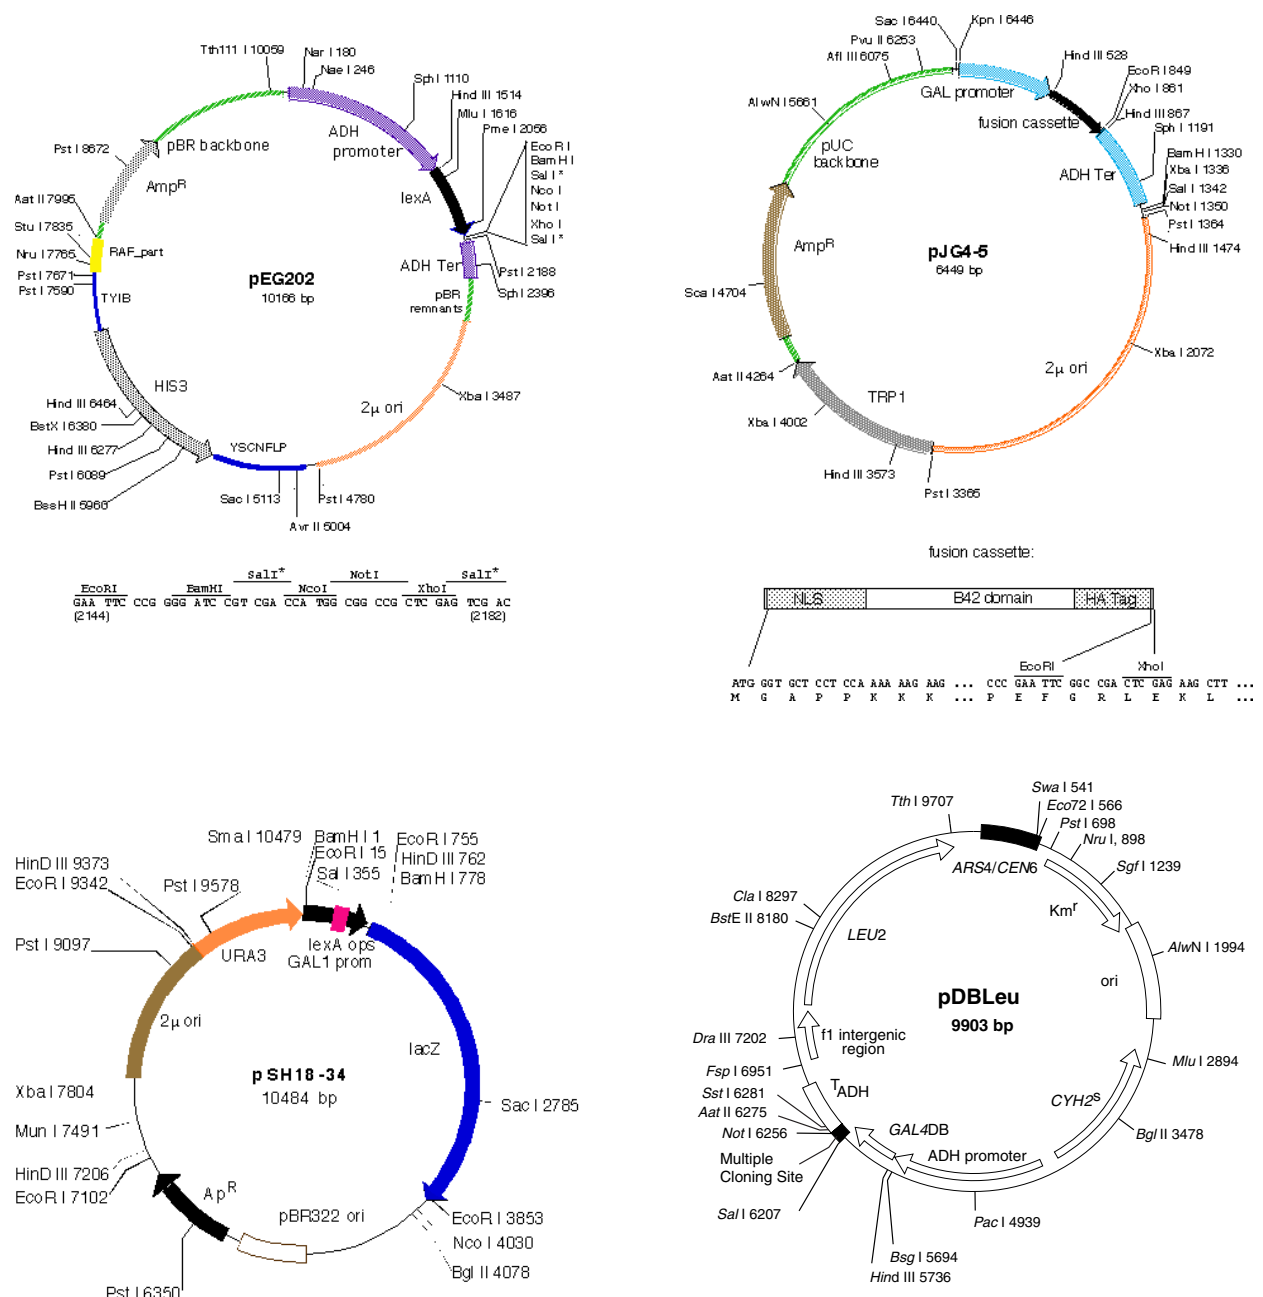 Tth111 I 10059
Nar I 180
Nae I 246
Sph I 1110
Hind III 1514
Mlu I 1616
Pme I 2056
EcoR I
BamH I
Sal I*
Nco I
Not I
Xho I
Sal I*
Pst I 8672
pBR backbone
ADH
promoter
AmpR
lexA
Aat II 7995
Stu I 7835
Nru I 7765
RAF_part
Pst I 7671
Pst I 7590
TYIB
pEG202
10166 bp
ADH Ter
Pst I 2188
Sph I 2396
pBR
remnants
HIS3
Xba I 3487
2µ ori
Hind III 6464
BstX I 6380
Hind III 6277
Pst I 6089
BssH II 5966
YSCNFLP
Sac I 5113
Pst I 4780
Avr II 5004
SalI* NotI SalI*
EcoRI BamHI NcoI XhoI
GAA TTC CCG GGG ATC CGT CGA CCA TGG CGG CCG CTC GAG TCG AC
(2144) (2182)
Sac I 6440
Kpn I 6446
Pvu II 6253
Afl III 6075
Hind III 528
EcoR I 849
Xho I 861
GAL promoter
AlwN I 5661
fusion cassette
Hind III 867
Sph I 1191
pUC
backbone
BamH I 1330
Xba I 1336
Sal I 1342
Not I 1350
Pst I 1364
ADH Ter
AmpR
pJG4-5
6449 bp
Hind III 1474
Sca I 4704
Xba I 2072
Aat II 4264
TRP1
2µ ori
Xba I 4002
Hind III 3573
Pst I 3365
fusion cassette:
NLS B42 domain HA Tag
EcoRI XhoI
ATG GGT GCT CCT CCA AAA AAG AAG ... CCC GAA TTC GGC CGA CTC GAG AAG CTT ...
M G A P P K K K ... P E F G R L E K L ...
Sma I 10479
BamH I 1
EcoR I 15
Sal I 355
EcoR I 755
HinD III 762
BamH I 778
HinD III 9373
EcoR I 9342
Pst I 9578
Pst I 9097
URA3
lexA ops
GAL1 prom
2µ ori
lacZ
pSH18-34
10484 bp
Xba I 7804
Mun I 7491
HinD III 7206
EcoR I 7102
Sac I 2785
ApR
pBR322 ori
EcoR I 3853
Nco I 4030
Bgl II 4078
Pst I 6350
Swa I 541
Eco72 I 566
Pst I 698
Nru I, 898
Sgf I 1239
Tth I 9707
ARS4/CEN6
Kmr
Cla I 8297
BstE II 8180
LEU2
AlwN I 1994
ori
pDBLeu
9903 bp
Dra III 7202
f1 intergenic
region
Fsp I 6951
Mlu I 2894
Sst I 6281
Aat II 6275
Not I 6256
TADH
CYH2s
Bgl II 3478
GAL4DB
Multiple
Cloning Site
ADH promoter
Sal I 6207
Pac I 4939
Bsg I 5694
Hind III 5736